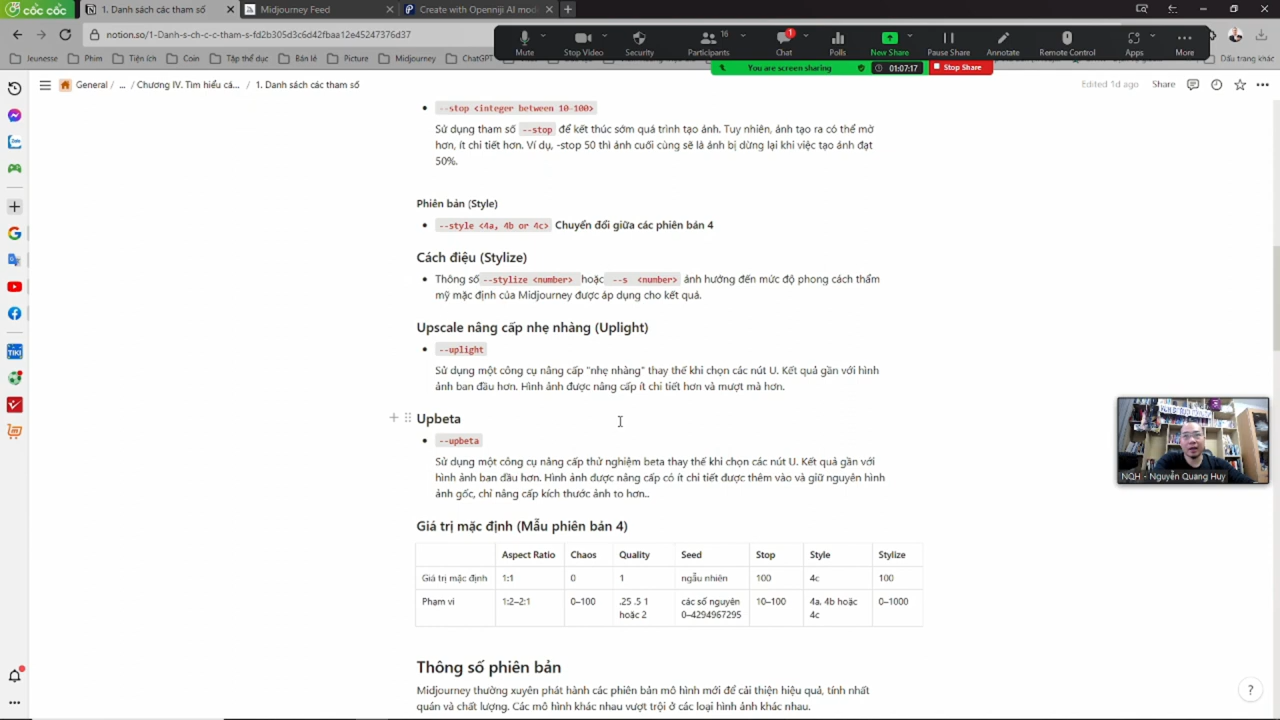 cốc cốc
1. Danh sách các tham số
Midjourney Feed
Create with Openniji AI mode
notion.so/1-Danh-s-ch-c-c-tham-s-fd2b305d3c6d42fbaa12e45247376d37
Mute
Stop Video
Security
16
Participants
1
Chat
Polls
New Share
Pause Share
Annotate
Remote Control
Apps
More
Jeunesse
Phim
Tiện ích
Coin
Tập thể dục
Bán lẻ
Picture
Midjourney
ChatGPT
Dấu trang khác
You are screen sharing
01:07:17
Stop Share
General / ... / Chương IV. Tìm hiểu cá... / 1. Danh sách các tham số
Edited 1d ago
Share
--stop <integer between 10-100>
Sử dụng tham số --stop để kết thúc sớm quá trình tạo ảnh. Tuy nhiên, ảnh tạo ra có thể mờ
hơn, ít chi tiết hơn. Ví dụ, -stop 50 thì ảnh cuối cùng sẽ là ảnh bị dừng lại khi việc tạo ảnh đạt
50%.
Phiên bản (Style)
--style <4a, 4b or 4c> Chuyển đổi giữa các phiên bản 4
Cách điệu (Stylize)
Thông số --stylize <number> hoặc --s <number> ảnh hưởng đến mức độ phong cách thẩm
mỹ mặc định của Midjourney được áp dụng cho kết quả.
Upscale nâng cấp nhẹ nhàng (Uplight)
--uplight
Sử dụng một công cụ nâng cấp "nhẹ nhàng" thay thế khi chọn các nút U. Kết quả gần với hình
ảnh ban đầu hơn. Hình ảnh được nâng cấp ít chi tiết hơn và mượt mà hơn.
Upbeta
--upbeta
Sử dụng một công cụ nâng cấp thử nghiệm beta thay thế khi chọn các nút U. Kết quả gần với
hình ảnh ban đầu hơn. Hình ảnh được nâng cấp có ít chi tiết được thêm vào và giữ nguyên hình
ảnh gốc, chỉ nâng cấp kích thước ảnh to hơn..
Giá trị mặc định (Mẫu phiên bản 4)
Aspect Ratio Chaos Quality Seed Stop Style Stylize
Giá trị mặc định 1:1 0 1 ngẫu nhiên 100 4c 100
Phạm vi 1:2–2:1 0–100 .25 .5 1 các số nguyên 10–100 4a. 4b hoặc 0–1000
hoặc 2 0–4294967295 4c
Thông số phiên bản
Midjourney thường xuyên phát hành các phiên bản mô hình mới để cải thiện hiệu quả, tính nhất
quán và chất lượng. Các mô hình khác nhau vượt trội ở các loại hình ảnh khác nhau.
NQH - Nguyễn Quang Huy
TIKI
?